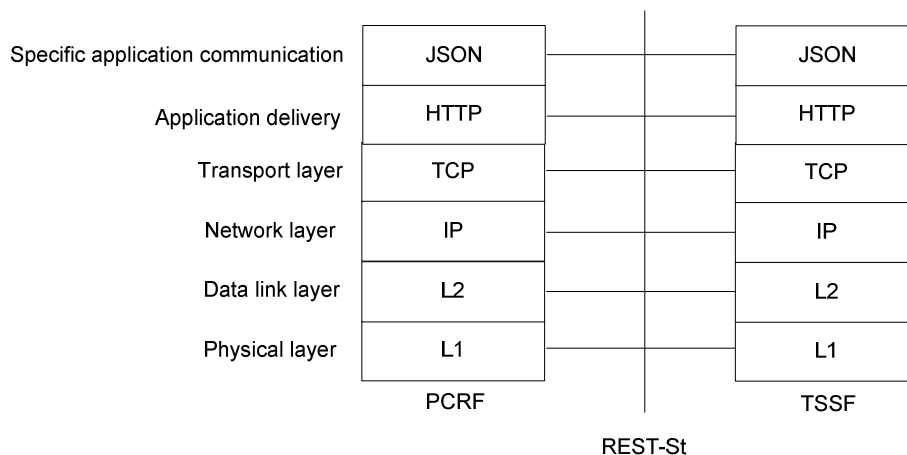 Specific application communication JSON JSON
Application delivery HTTP HTTP
Transport layer TCP TCP
Network layer IP IP
Data link layer L2 L2
Physical layer L1 L1
PCRF TSSF
REST-St